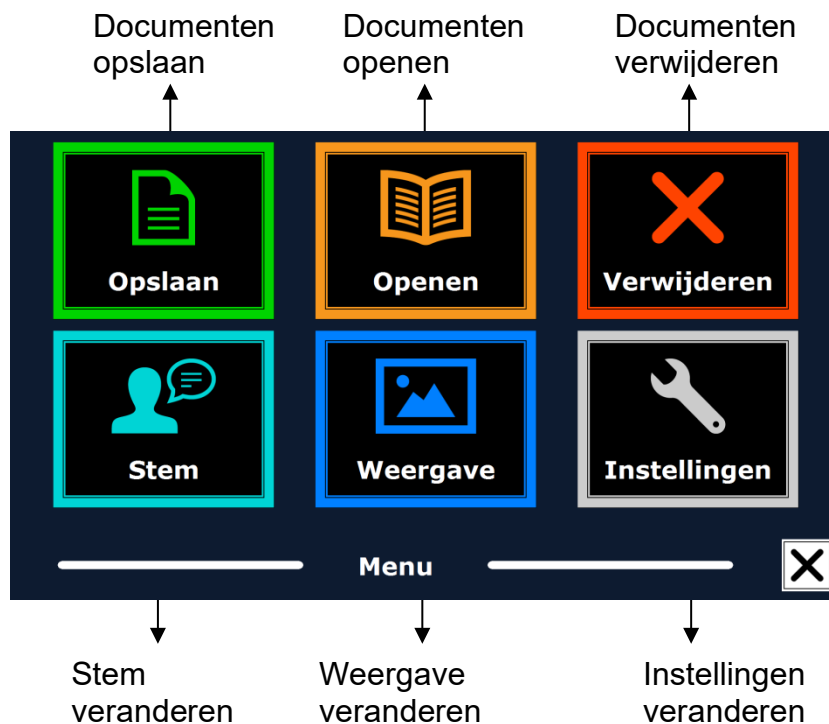 Documenten opslaan
Documenten openen
Documenten verwijderen
Opslaan
Openen
Verwijderen
Stem
Weergave
Instellingen
Menu
Stem veranderen
Weergave veranderen
Instellingen veranderen